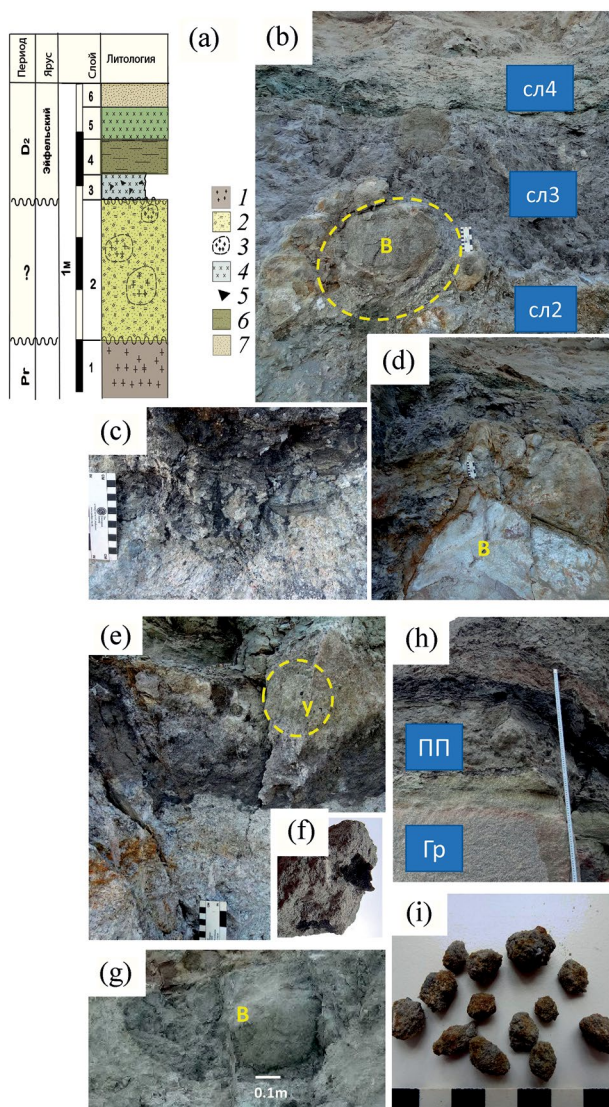 (a)
Период Ярус Слой Литология
D₂ Эйфельский 1м
6
5
4
3
2
1
-?
Pr
1
2
3
4
5
6
7
(b)
сл4
сл3
В
сл2
(c)
(d)
В
(e)
у
(f)
(g)
В
0.1m
(h)
ПП
Гр
(i)